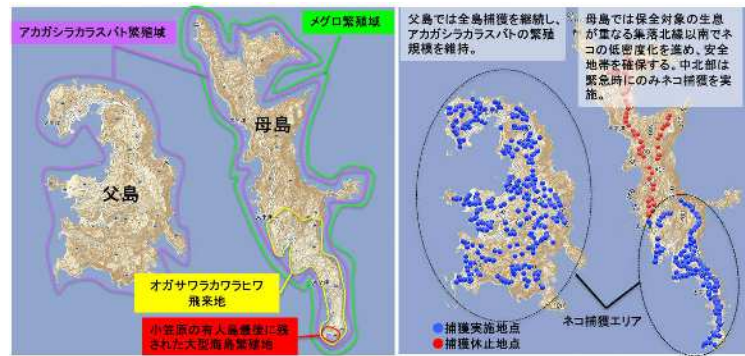 アカガシラカラスバト繁殖域
メグロ繁殖域
母島
父島
オガサワラカワラヒワ
飛来地
小笠原の有人島最後に残
された大型海鳥繁殖地
父島では全島捕獲を継続し、
アカガシラカラスバトの繁殖
規模を維持。
母島では保全対象の生息
が重なる集落北縁以南でネ
コの低密度化を進め、安全
地帯を確保する。中北部は
緊急時にのみネコ捕獲を実
施。
ネコ捕獲エリア
捕獲実施地点
捕獲休止地点